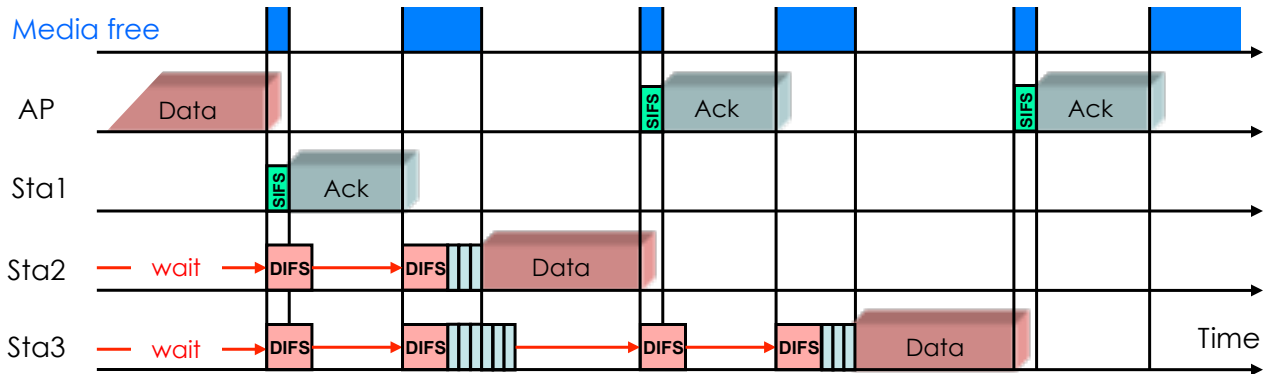 Media free
AP Data SIFS Ack SIFS Ack
Sta1 SIFS Ack
Sta2 wait DIFS DIFS Data
Sta3 wait DIFS DIFS DIFS DIFS Data Time